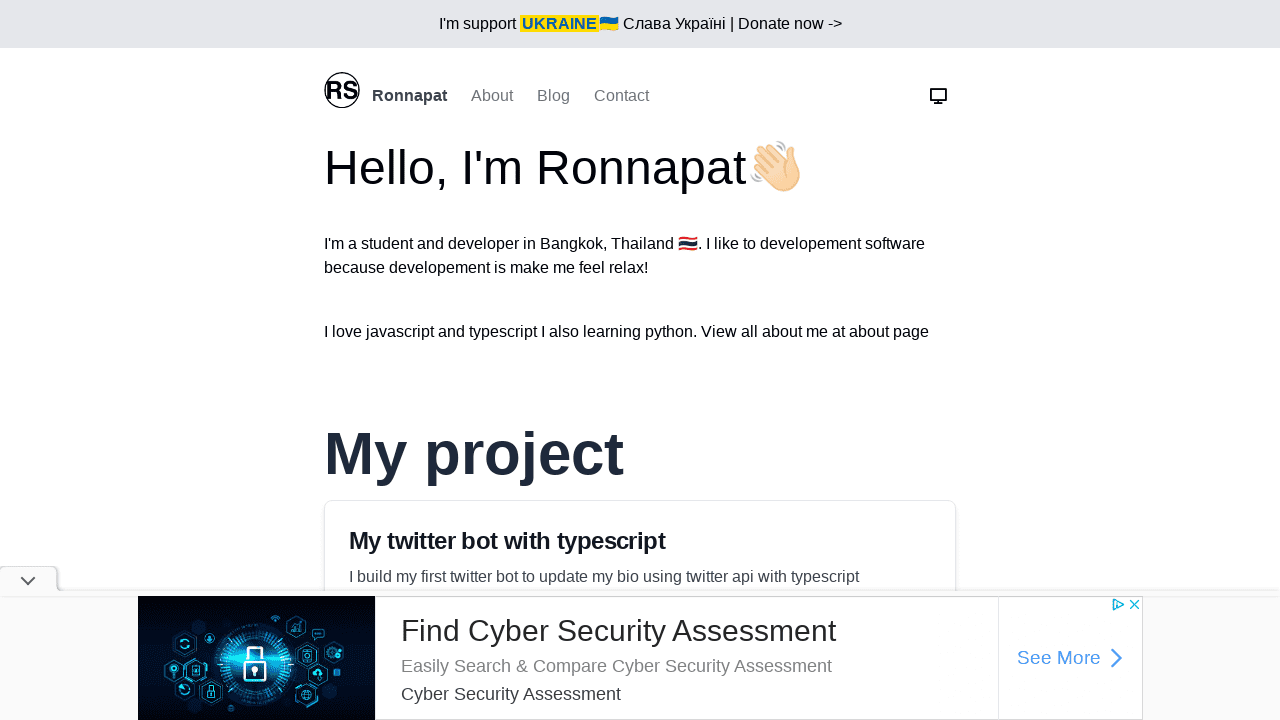 I'm support UKRAINE🇺🇦 Слава Україні | Donate now ->
RS Ronnapat About Blog Contact
Hello, I'm Ronnapat👋🏻
I'm a student and developer in Bangkok, Thailand 🇹🇭. I like to developement software
because developement is make me feel relax!
I love javascript and typescript I also learning python. View all about me at about page
My project
My twitter bot with typescript
I build my first twitter bot to update my bio using twitter api with typescript
Find Cyber Security Assessment
Easily Search & Compare Cyber Security Assessment
Cyber Security Assessment
See More